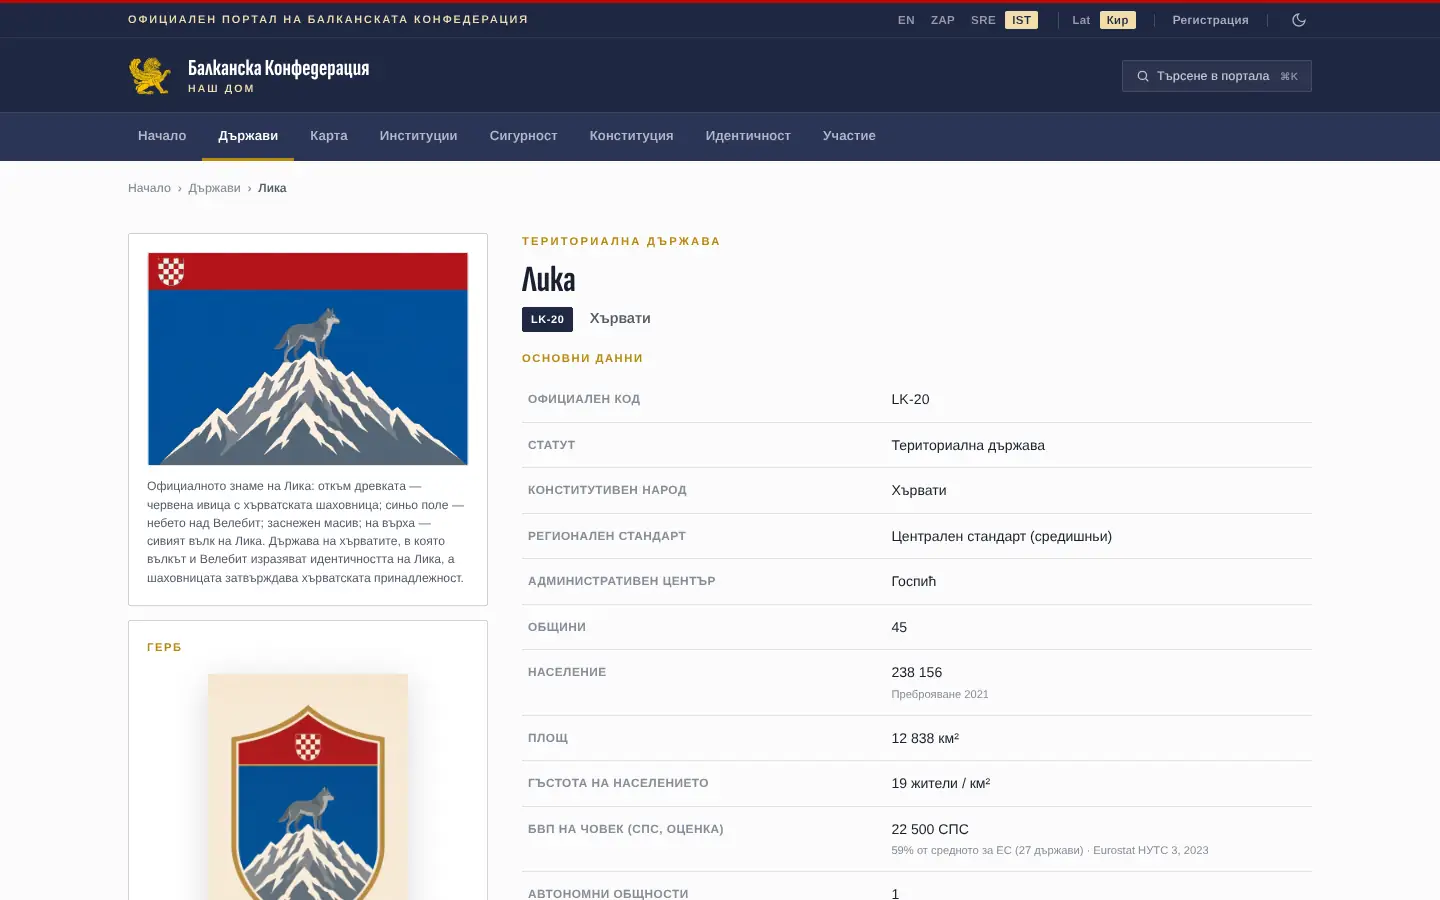 ОФИЦИАЛЕН ПОРТАЛ НА БАЛКАНСКАТА КОНФЕДЕРАЦИЯ
EN ZAP SRE IST Lat Кир Регистрация
Балканска Конфедерация
НАШ ДОМ
Търсене в портала ⌘K
Начало Държави Карта Институции Сигурност Конституция Идентичност Участие
Начало › Държави › Лика
Официалното знаме на Лика: откъм древката —
червена ивица с хърватската шаховница; синьо поле —
небето над Велебит; заснежен масив; на върха —
сивият вълк на Лика. Държава на хърватите, в която
вълкът и Велебит изразяват идентичността на Лика, а
шаховницата затвърждава хърватската принадлежност.
ГЕРБ
ТЕРИТОРИАЛНА ДЪРЖАВА
Лика
LK-20 Хървати
ОСНОВНИ ДАННИ
ОФИЦИАЛЕН КОД LK-20
СТАТУТ Териториална държава
КОНСТИТУТИВЕН НАРОД Хървати
РЕГИОНАЛЕН СТАНДАРТ Централен стандарт (средишньи)
АДМИНИСТРАТИВЕН ЦЕНТЪР Госпић
ОБЩИНИ 45
НАСЕЛЕНИЕ 238 156
Преброяване 2021
ПЛОЩ 12 838 км²
ГЪСТОТА НА НАСЕЛЕНИЕТО 19 жители / км²
БВП НА ЧОВЕК (СПС, ОЦЕНКА) 22 500 СПС
59% от средното за ЕС (27 държави) · Eurostat НУТС 3, 2023
АВТОНОМНИ ОБЩНОСТИ 1